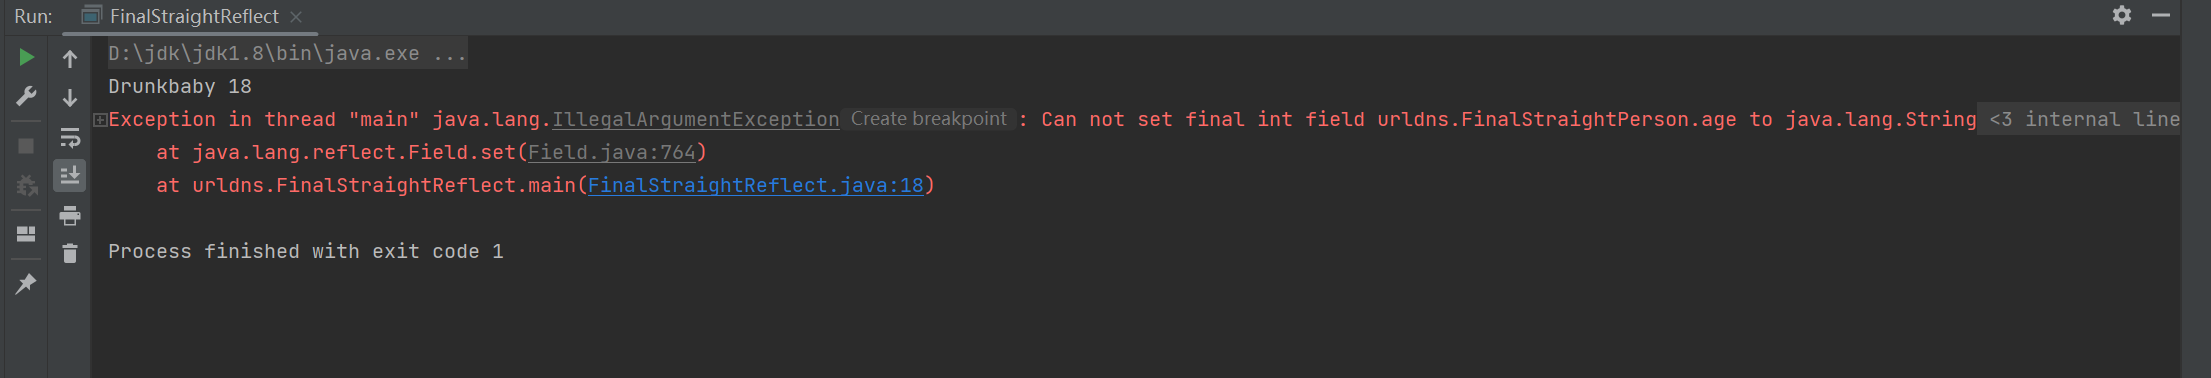 Run: FinalStraightReflect
D:\jdk\jdk1.8\bin\java.exe ...
Drunkbaby 18
Exception in thread "main" java.lang.IllegalArgumentException Create breakpoint : Can not set final int field urldns.FinalStraightPerson.age to java.lang.String <3 internal line
at java.lang.reflect.Field.set(Field.java:764)
at urldns.FinalStraightReflect.main(FinalStraightReflect.java:18)
Process finished with exit code 1